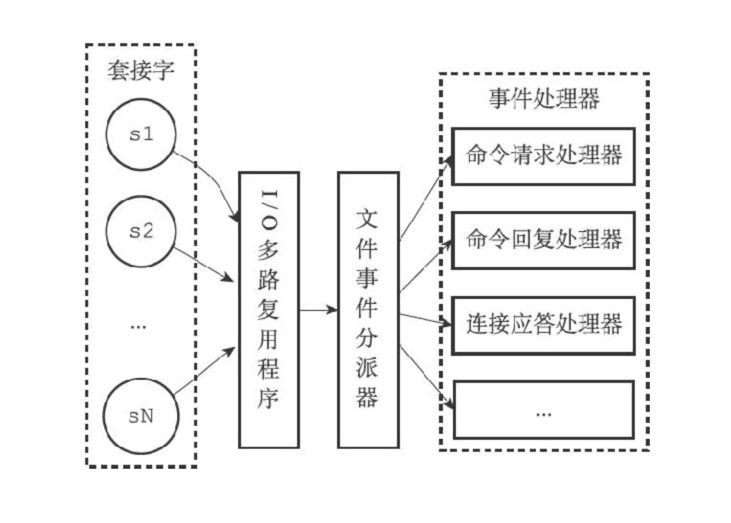 套接字
s1
s2
...
sN
I/O多路复用程序
文件事件分派器
事件处理器
命令请求处理器
命令回复处理器
连接应答处理器
...